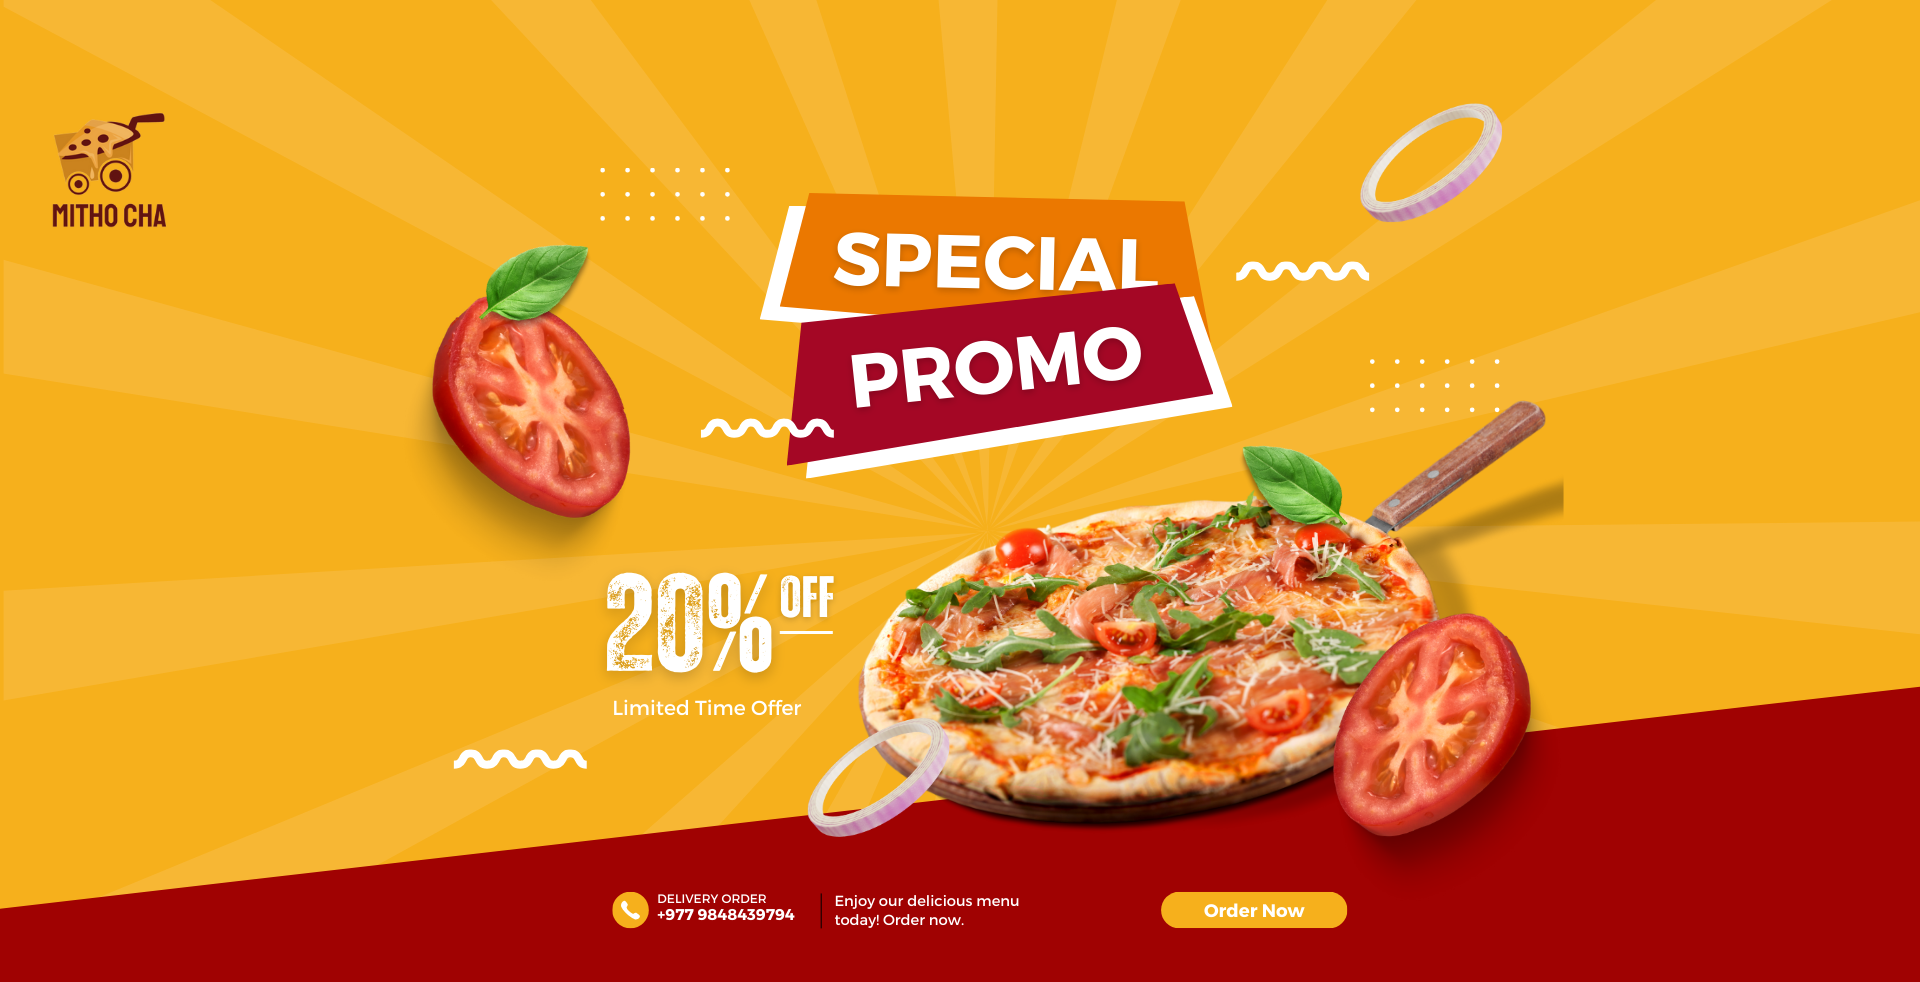 MITHO CHA
SPECIAL
PROMO
20% OFF
Limited Time Offer
DELIVERY ORDER
+977 9848439794
Enjoy our delicious menu
today! Order now.
Order Now